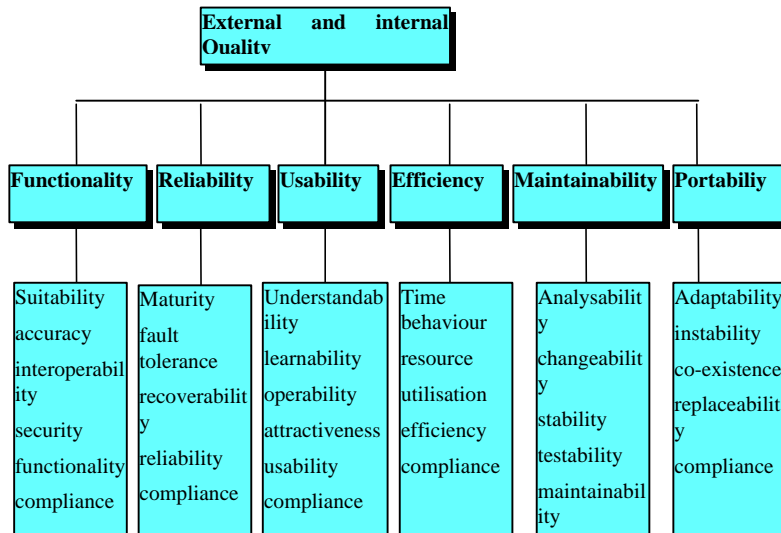 External and internal
Quality
Functionality
Reliability
Usability
Efficiency
Maintainability
Portabiliy
Suitability
accuracy
interoperabil
ity
security
functionality
compliance
Maturity
fault
tolerance
recoverabilit
y
reliability
compliance
Understandab
ility
learnability
operability
attractiveness
usability
compliance
Time
behaviour
resource
utilisation
efficiency
compliance
Analysabilit
y
changeabilit
y
stability
testability
maintainabil
ity
Adaptability
instability
co-existence
replaceabilit
y
compliance